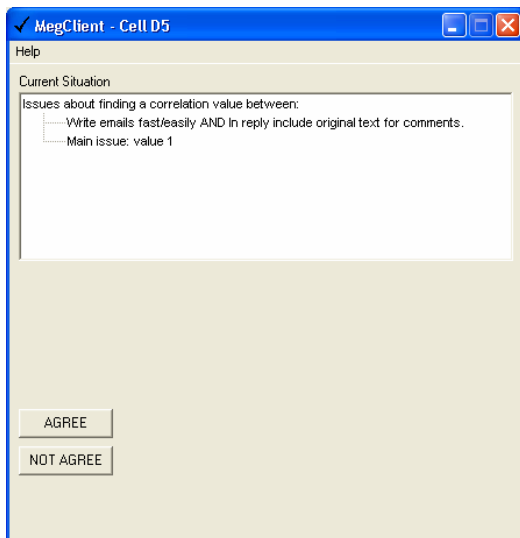 MegClient - Cell D5
Help
Current Situation
Issues about finding a correlation value between:
Write emails fast/easily AND In reply include original text for comments.
Main issue: value 1
AGREE
NOT AGREE